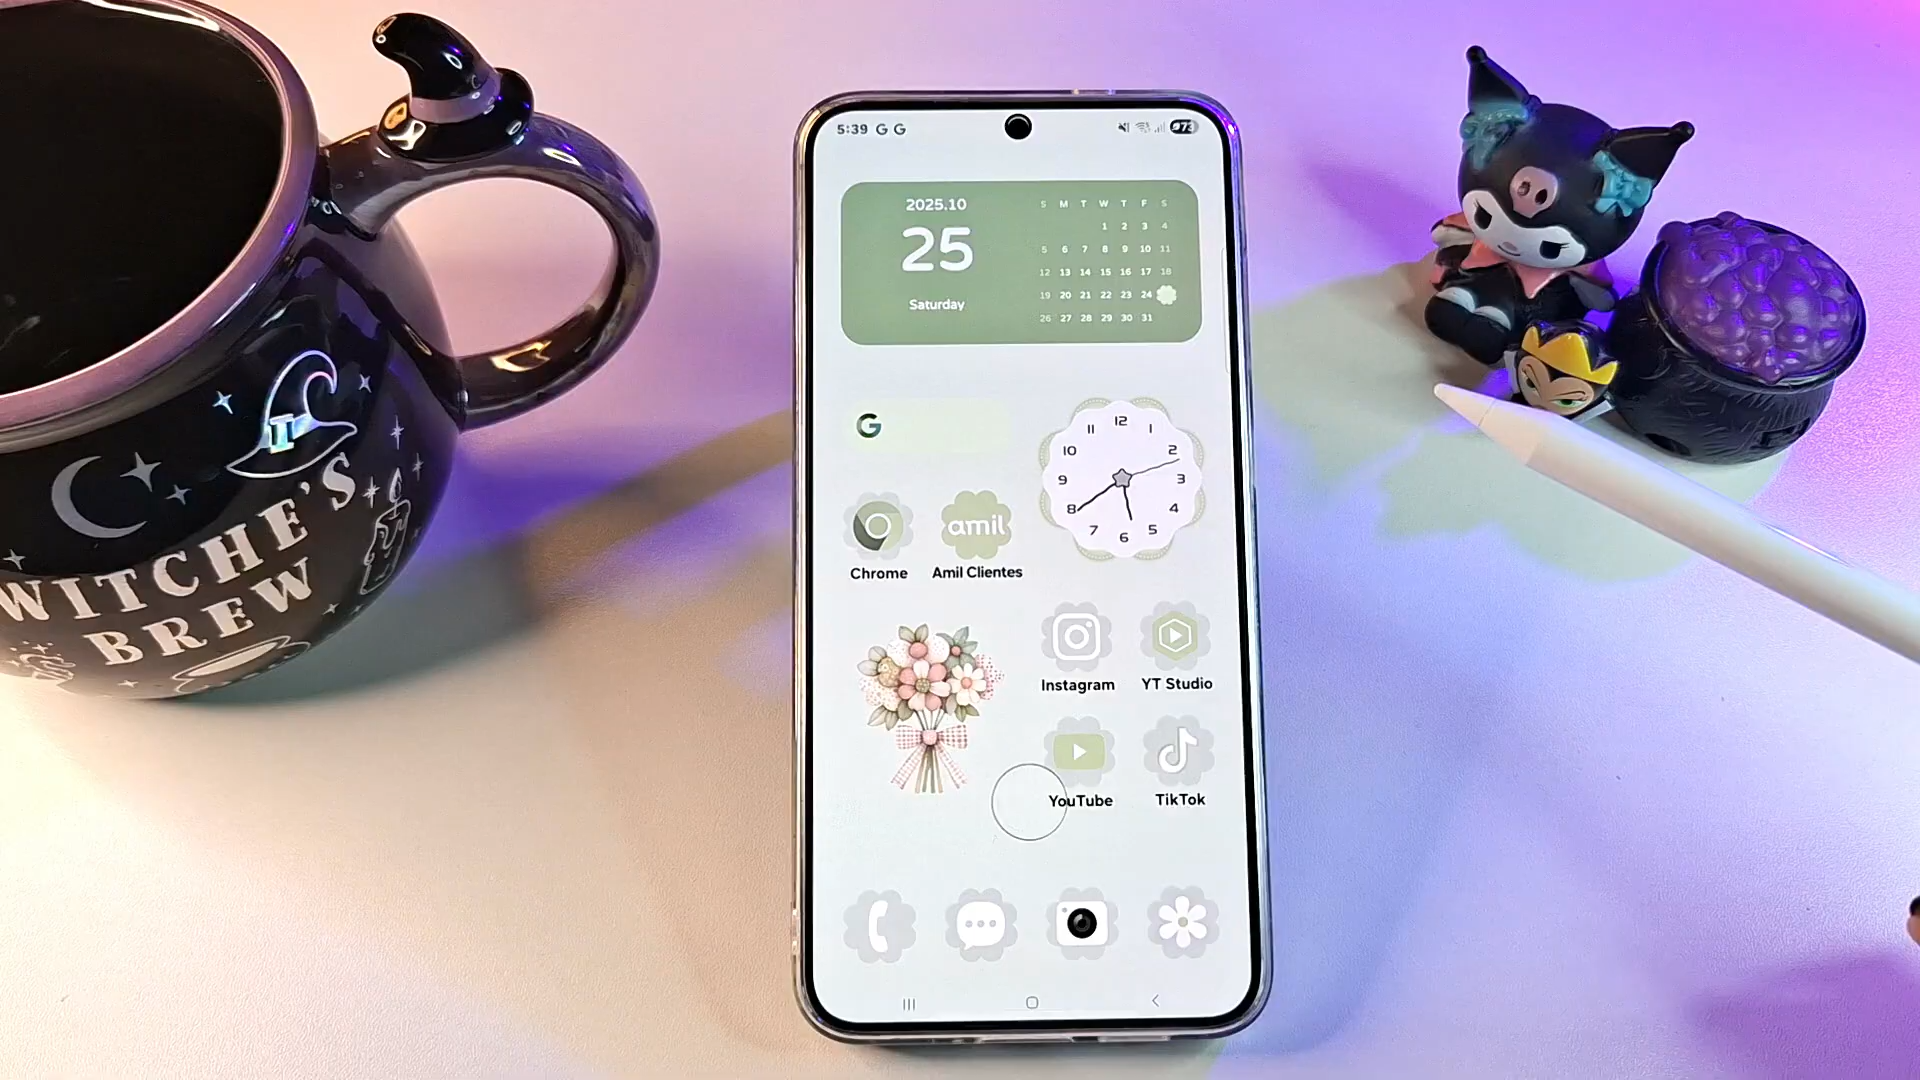 WITCHE'S
BREW
5:39 G G
73
2025.10
25
Saturday
S M T W T F S
1 2 3 4
5 6 7 8 9 10 11
12 13 14 15 16 17 18
19 20 21 22 23 24
26 27 28 29 30 31
G
12
11 1
10 2
9 3
8 4
7 5
6
amil
Chrome Amil Clientes
Instagram YT Studio
YouTube TikTok